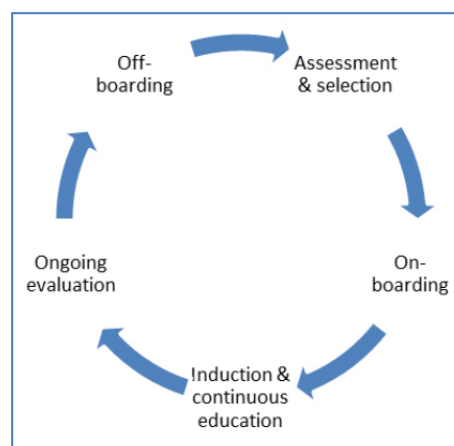 Off-
boarding
Assessment
& selection
On-
boarding
Induction &
continuous
education
Ongoing
evaluation